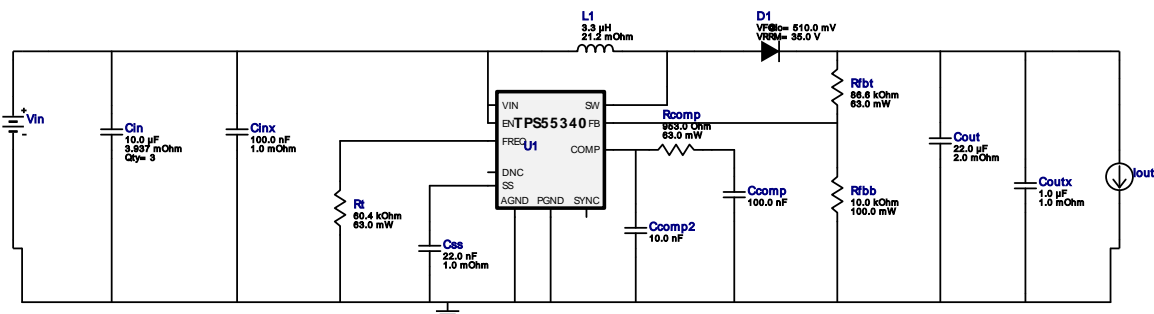 L1
3.3 µH
21.2 mOhm
D1
VRRM= 35.0 V
Vin
+
-
Cin
10.0 µF
3.937 mOhm
Qty= 3
Cinx
100.0 nF
1.0 mOhm
Rt
60.4 kOhm
63.0 mW
Css
22.0 nF
1.0 mOhm
VIN
EN
FREQ
DNC
SS
AGND PGND SYNC
SW
FB
COMP
TPS55340
U1
Rcomp
953.0 Ohm
63.0 mW
Ccomp
100.0 nF
Ccomp2
10.0 nF
Rfbt
86.6 kOhm
63.0 mW
Rfbb
10.0 kOhm
100.0 mW
Cout
22.0 µF
2.0 mOhm
Coutx
1.0 µF
1.0 mOhm
Iout